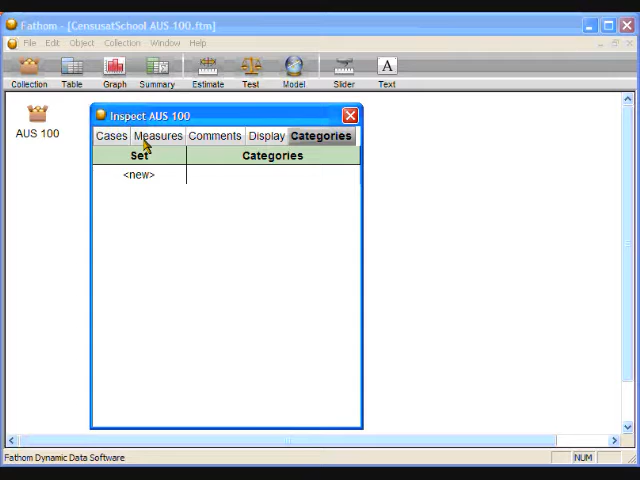 Fathom - [CensusatSchool AUS 100.ftm]
File Edit Object Collection Window Help
Collection Table Graph Summary Estimate Test Model Slider Text
A
AUS 100
Inspect AUS 100
Cases Measures Comments Display Categories
Set Categories
<new>
Fathom Dynamic Data Software NUM